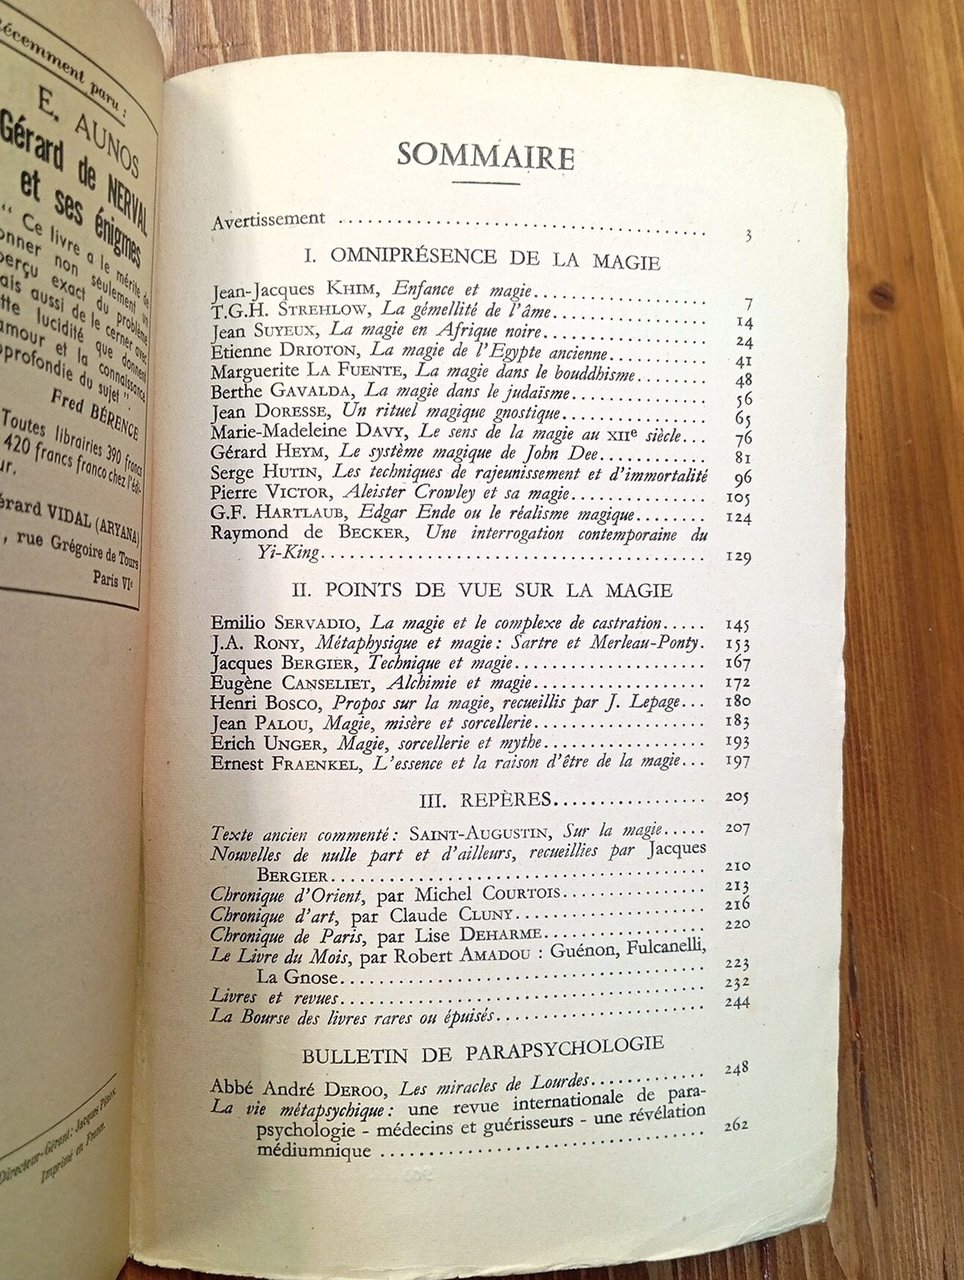 Récemment paru :
E. AUNOS
Gérard de NERVAL
et ses énigmes
“ Ce livre a le mérite de
donner non seulement un
aperçu exact du problème
mais aussi de le cerner avec
cette lucidité que donnent
l'amour et la connaissance
approfondie du sujet ”.
Fred BÉRENCE
Toutes librairies 390 francs
420 francs franco chez l'édi-
teur.
Gérard VIDAL (ARYANA)
, rue Grégoire de Tours
Paris VIe
Directeur-Gérant : Jacques
Imprimé en France.
SOMMAIRE
Avertissement ........................................ 3
I. OMNIPRÉSENCE DE LA MAGIE
Jean-Jacques KHIM, Enfance et magie.................. 7
T.G.H. STREHLOW, La gémellité de l'âme............... 14
Jean SUYEUX, La magie en Afrique noire............... 24
Etienne DRIOTON, La magie de l'Egypte ancienne........... 41
Marguerite LA FUENTE, La magie dans le bouddhisme........ 48
Berthe GAVALDA, La magie dans le judaïsme............... 56
Jean DORESSE, Un rituel magique gnostique............... 65
Marie-Madeleine DAVY, Le sens de la magie au XIIe siècle... 76
Gérard HEYM, Le système magique de John Dee........... 81
Serge HUTIN, Les techniques de rajeunissement et d'immortalité 96
Pierre VICTOR, Aleister Crowley et sa magie............... 105
G.F. HARTLAUB, Edgar Ende ou le réalisme magique........ 124
Raymond de BECKER, Une interrogation contemporaine du
Yi-King............................................ 129
II. POINTS DE VUE SUR LA MAGIE
Emilio SERVADIO, La magie et le complexe de castration..... 145
J.A. RONY, Métaphysique et magie : Sartre et Merleau-Ponty. 153
Jacques BERGIER, Technique et magie..................... 167
Eugène CANSELIET, Alchimie et magie.................. 172
Henri BOSCO, Propos sur la magie, recueillis par J. Lepage... 180
Jean PALOU, Magie, misère et sorcellerie.................. 183
Erich UNGER, Magie, sorcellerie et mythe................. 193
Ernest FRAENKEL, L'essence et la raison d'être de la magie... 197
III. REPÈRES................ 205
Texte ancien commenté : SAINT-AUGUSTIN, Sur la magie..... 207
Nouvelles de nulle part et d'ailleurs, recueillies par Jacques
BERGIER........................................... 210
Chronique d'Orient, par Michel COURTOIS................ 213
Chronique d'art, par Claude CLUNY..................... 216
Chronique de Paris, par Lise DEHARME.................. 220
Le Livre du Mois, par Robert AMADOU : Guénon, Fulcanelli,
La Gnose.......................................... 223
Livres et revues....................................... 232
La Bourse des livres rares ou épuisés....................... 244
BULLETIN DE PARAPSYCHOLOGIE
Abbé André DEROO, Les miracles de Lourdes............. 248
La vie métapsychique : une revue internationale de para-
psychologie - médecins et guérisseurs - une révélation
médiumnique ...................................... 262